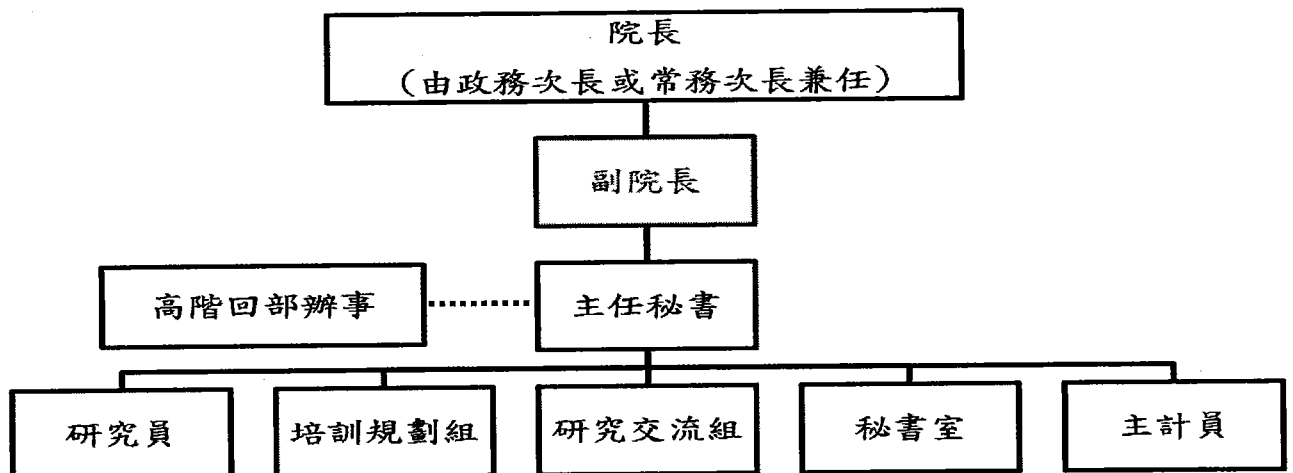 院長
（由政務次長或常務次長兼任）
副院長
高階回部辦事
主任秘書
研究員
培訓規劃組
研究交流組
秘書室
主計員